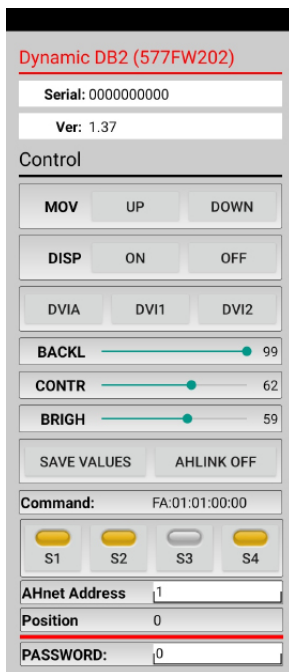 Dynamic DB2 (577FW202)
Serial: 0000000000
Ver: 1.37
Control
MOV UP DOWN
DISP ON OFF
DVIA DVI1 DVI2
BACKL 99
CONTR 62
BRIGH 59
SAVE VALUES AHLINK OFF
Command: FA:01:01:00:00
S1 S2 S3 S4
AHnet Address 1
Position 0
PASSWORD: 0